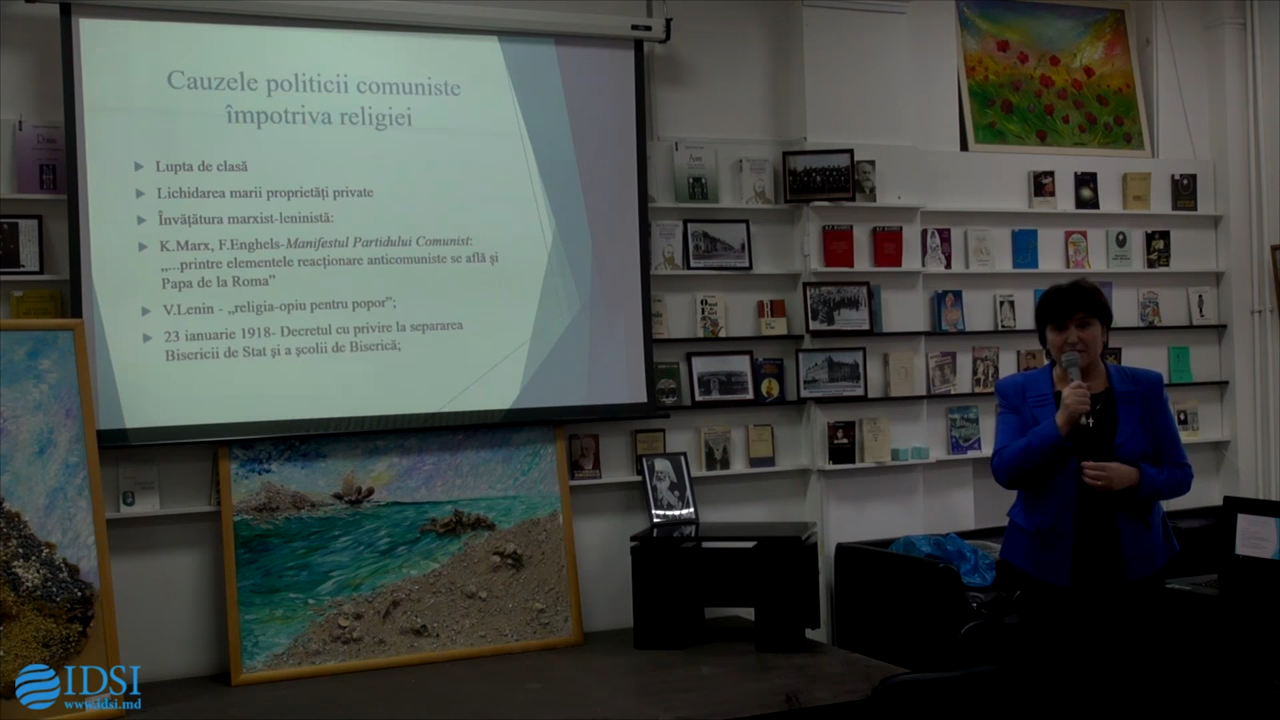 Cauzele politicii comuniste
împotriva religiei
Lupta de clasă
Lichidarea marii proprietăți private
Învățătura marxist-leninistă:
K.Marx, F.Enghels-Manifestul Partidului Comunist:
„...printre elementele reacționare anticomuniste se află și
Papa de la Roma”
V.Lenin - „religia-opiu pentru popor”;
23 ianuarie 1918- Decretul cu privire la separarea
Bisericii de Stat și a școlii de Biserică;
IDSI
www.idsi.md